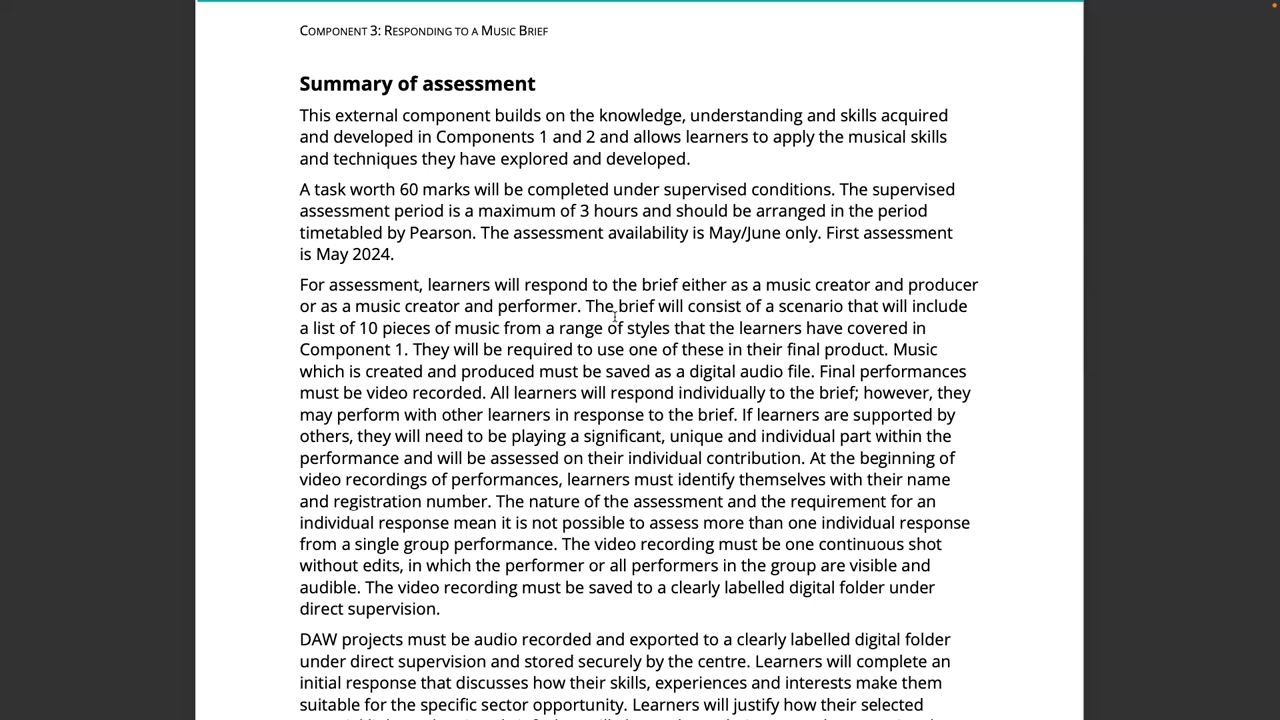 COMPONENT 3: RESPONDING TO A MUSIC BRIEF
Summary of assessment
This external component builds on the knowledge, understanding and skills acquired
and developed in Components 1 and 2 and allows learners to apply the musical skills
and techniques they have explored and developed.
A task worth 60 marks will be completed under supervised conditions. The supervised
assessment period is a maximum of 3 hours and should be arranged in the period
timetabled by Pearson. The assessment availability is May/June only. First assessment
is May 2024.
For assessment, learners will respond to the brief either as a music creator and producer
or as a music creator and performer. The brief will consist of a scenario that will include
a list of 10 pieces of music from a range of styles that the learners have covered in
Component 1. They will be required to use one of these in their final product. Music
which is created and produced must be saved as a digital audio file. Final performances
must be video recorded. All learners will respond individually to the brief; however, they
may perform with other learners in response to the brief. If learners are supported by
others, they will need to be playing a significant, unique and individual part within the
performance and will be assessed on their individual contribution. At the beginning of
video recordings of performances, learners must identify themselves with their name
and registration number. The nature of the assessment and the requirement for an
individual response mean it is not possible to assess more than one individual response
from a single group performance. The video recording must be one continuous shot
without edits, in which the performer or all performers in the group are visible and
audible. The video recording must be saved to a clearly labelled digital folder under
direct supervision.
DAW projects must be audio recorded and exported to a clearly labelled digital folder
under direct supervision and stored securely by the centre. Learners will complete an
initial response that discusses how their skills, experiences and interests make them
suitable for the specific sector opportunity. Learners will justify how their selected